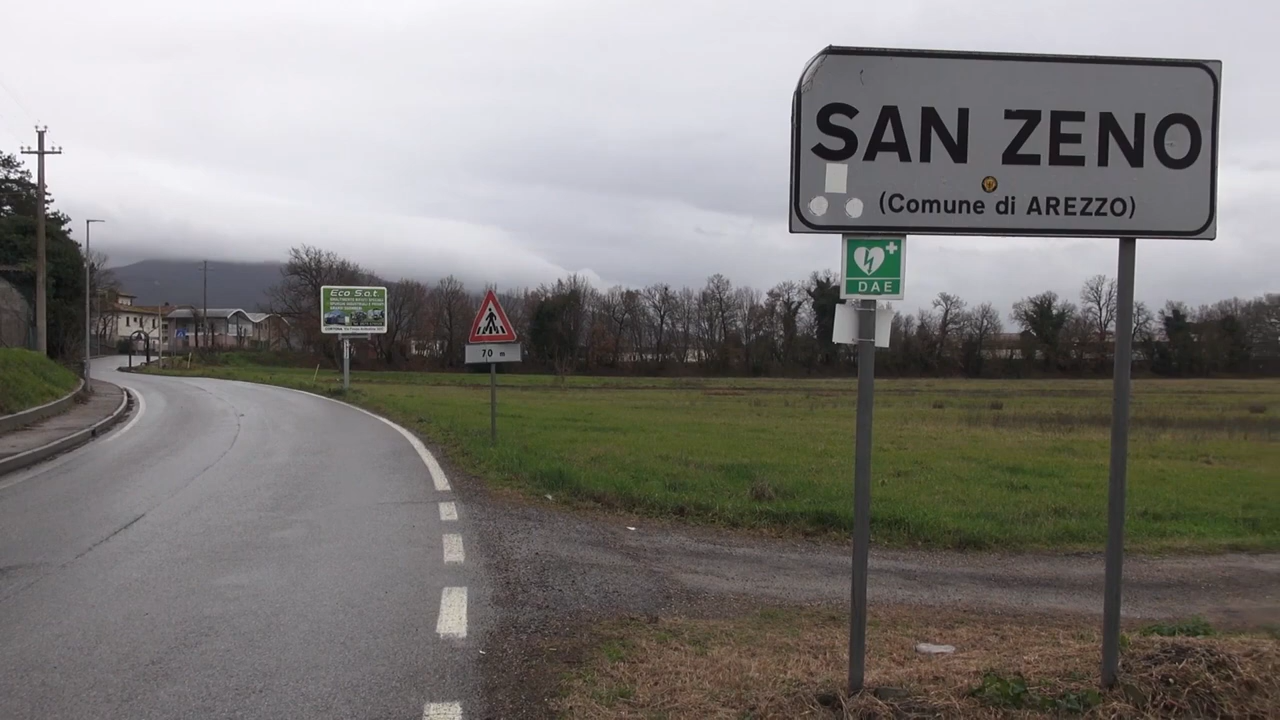 SAN ZENO
(Comune di AREZZO)
DAE
Eco S.a.t.
70 m